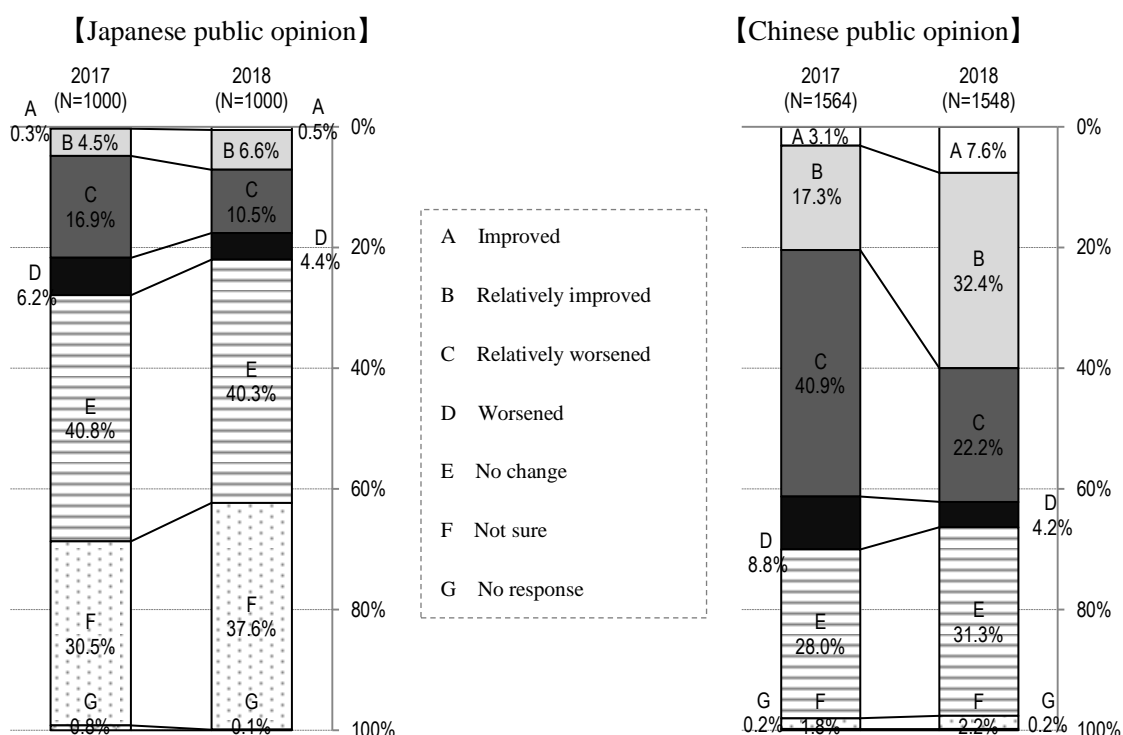 【Japanese public opinion】
2017
(N=1000)
2018
(N=1000)
A
0.3%
A
0.5%
B 4.5%
B 6.6%
C
16.9%
C
10.5%
D
6.2%
D
4.4%
E
40.8%
E
40.3%
F
30.5%
F
37.6%
G
0.8%
G
0.1%
0%
20%
40%
60%
80%
100%
A Improved
B Relatively improved
C Relatively worsened
D Worsened
E No change
F Not sure
G No response
【Chinese public opinion】
2017
(N=1564)
2018
(N=1548)
A 3.1%
A 7.6%
B
17.3%
B
32.4%
C
40.9%
C
22.2%
D
8.8%
D
4.2%
E
28.0%
E
31.3%
F
1.8%
F
2.2%
G
0.2%
G
0.2%
0%
20%
40%
60%
80%
100%